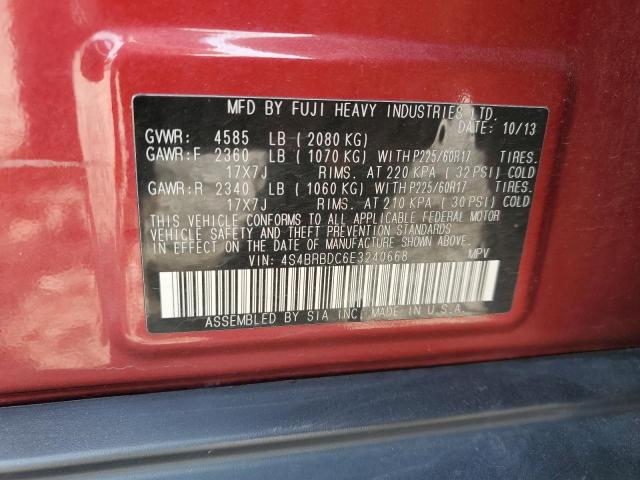 MFD BY FUJI HEAVY INDUSTRIES LTD.
DATE: 10/13
GVWR: 4585 LB ( 2080 KG)
GAWR:F 2360 LB ( 1070 KG) WITH P225/60R17 TIRES.
17X7J RIMS. AT 220 KPA ( 32 PSI) COLD
GAWR:R 2340 LB ( 1060 KG) WITH P225/60R17 TIRES.
17X7J RIMS. AT 210 KPA ( 30 PSI) COLD
THIS VEHICLE CONFORMS TO ALL APPLICABLE FEDERAL MOTOR
VEHICLE SAFETY AND THEFT PREVENTION STANDARDS
IN EFFECT ON THE DATE OF MANUFACTURE SHOWN ABOVE.
VIN: 4S4BRBDC6E3240668 MPV
ASSEMBLED BY SIA INC. MADE IN U.S.A.